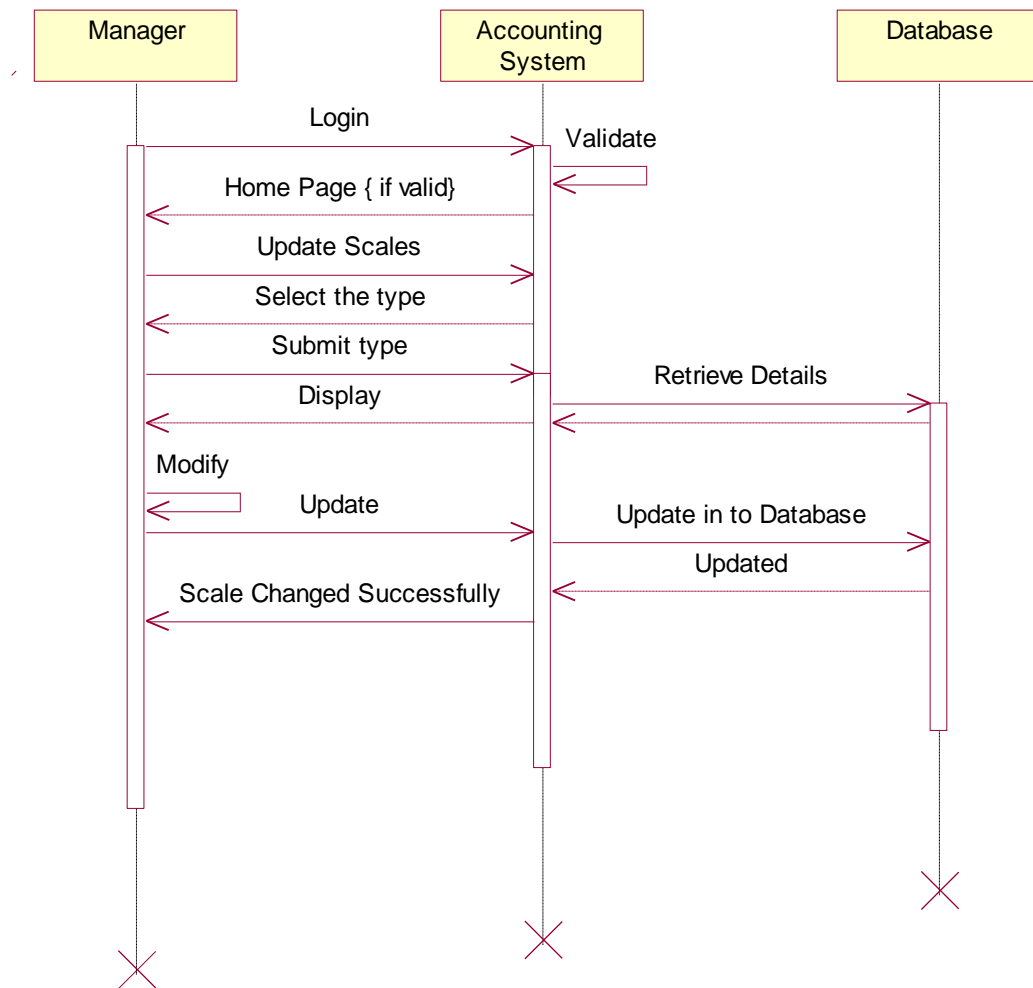 Manager
Accounting
System
Database
Login
Validate
Home Page { if valid}
Update Scales
Select the type
Submit type
Retrieve Details
Display
Modify
Update
Update in to Database
Updated
Scale Changed Successfully